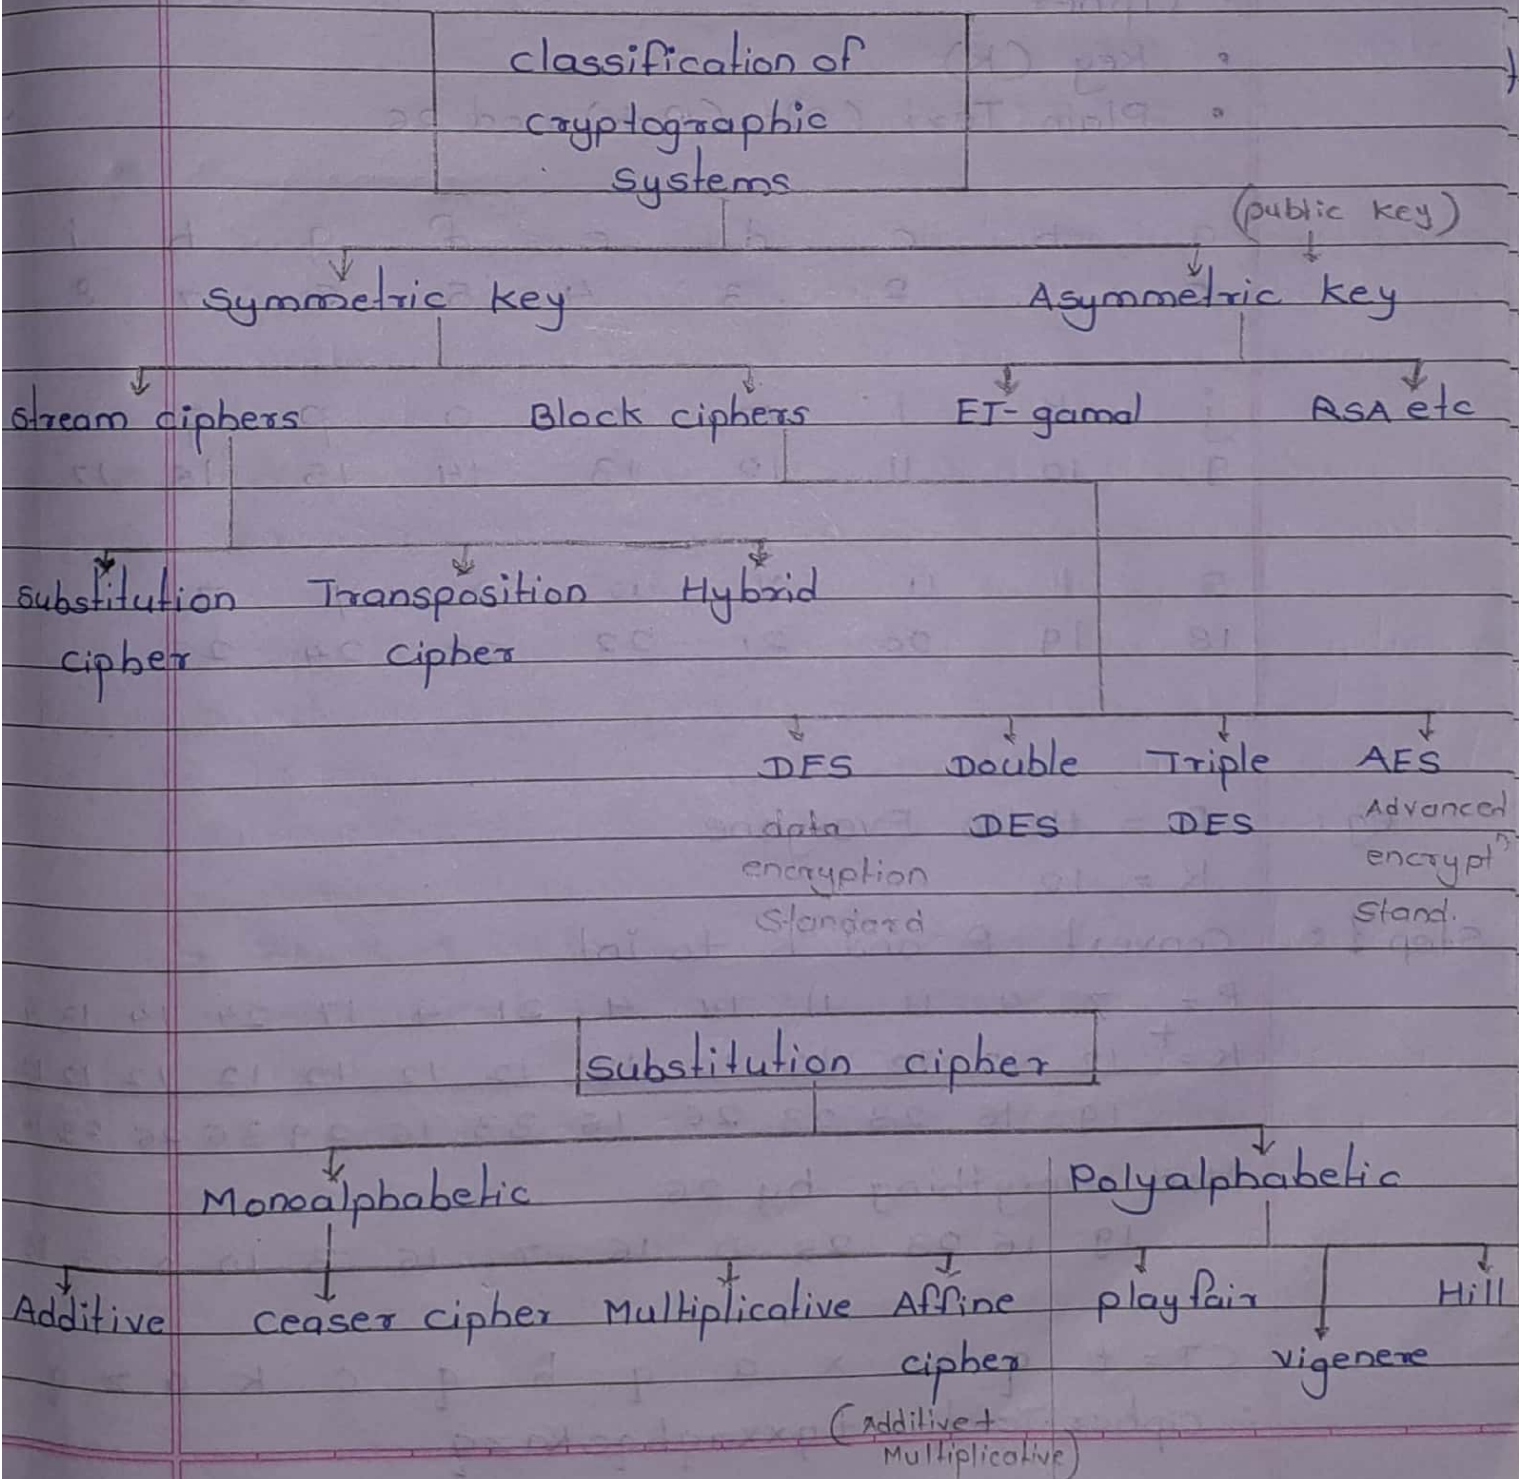 classification of
cryptographic
systems
(public key)
Symmetric key Asymmetric key
Stream ciphers Block ciphers EI-gamal RSA etc
Substitution Transposition Hybrid
cipher cipher
DES Double Triple AES
data DES DES Advanced
encryption encryptn
Standard Stand.
Substitution cipher
Monoalphabetic Polyalphabetic
Additive ceaser cipher Multiplicative Affine playfair Hill
cipher vigenere
(Additive +
Multiplicative)